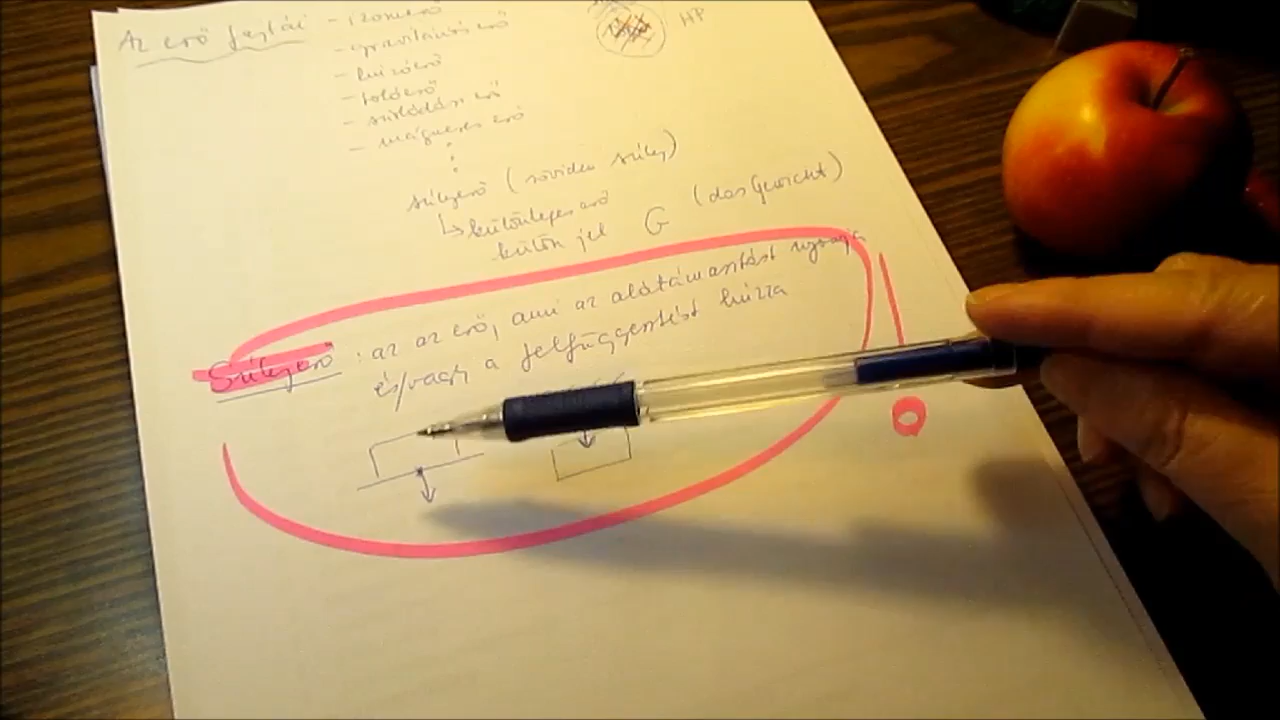 Az erő fajtái - izomerő
- gravitációs erő
- húzóerő
- tolóerő
- súrlódási erő
- mágneses erő
HP
súlyerő (röviden súly)
↳ különleges erő
külön jel G (das Gewicht)
Súlyerő : az az erő, ami az alátámasztást nyomja
és/vagy a felfüggesztést húzza